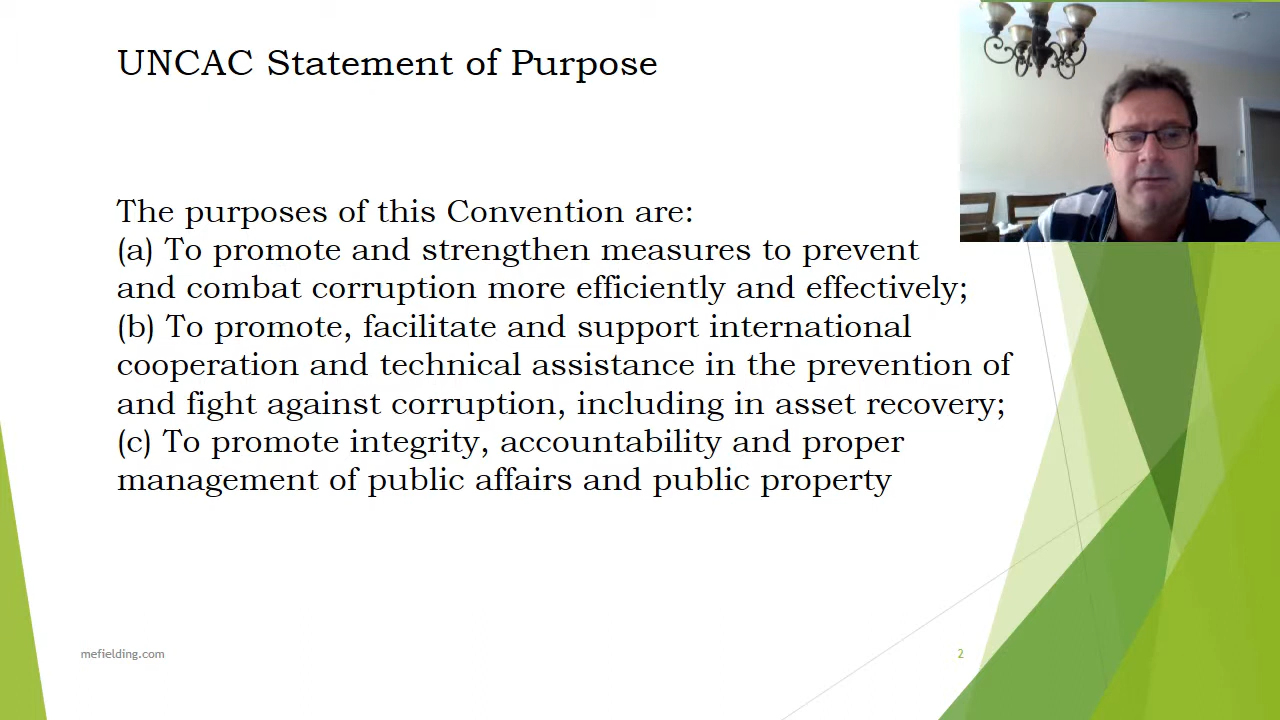 UNCAC Statement of Purpose
The purposes of this Convention are:
(a) To promote and strengthen measures to prevent
and combat corruption more efficiently and effectively;
(b) To promote, facilitate and support international
cooperation and technical assistance in the prevention of
and fight against corruption, including in asset recovery;
(c) To promote integrity, accountability and proper
management of public affairs and public property
mefielding.com
2